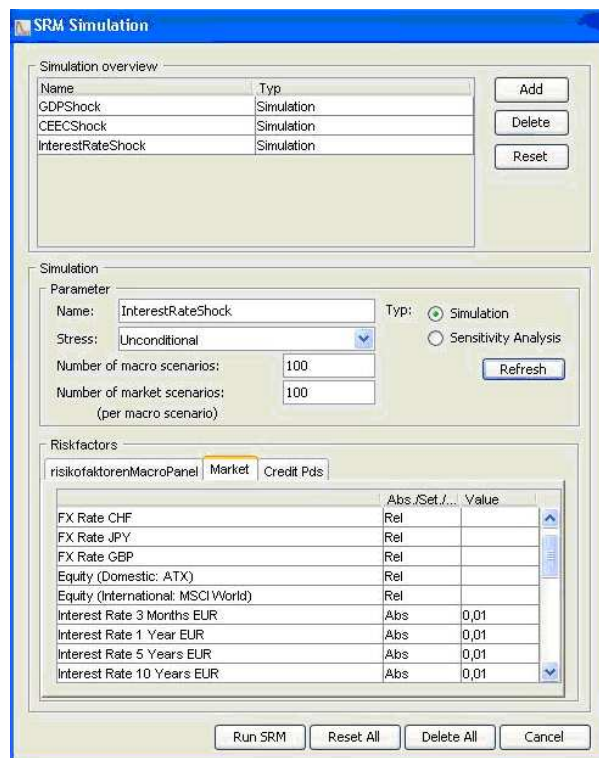 SRM Simulation
Simulation overview
Name Typ
GDPShock Simulation
CEECShock Simulation
InterestRateShock Simulation
Add
Delete
Reset
Simulation
Parameter
Name: InterestRateShock Typ: Simulation
Stress: Unconditional Sensitivity Analysis
Number of macro scenarios: 100 Refresh
Number of market scenarios: 100
(per macro scenario)
Riskfactors
risikofaktorenMacroPanel Market Credit Pds
Abs./Set./... Value
FX Rate CHF Rel
FX Rate JPY Rel
FX Rate GBP Rel
Equity (Domestic: ATX) Rel
Equity (International: MSCI World) Rel
Interest Rate 3 Months EUR Abs 0,01
Interest Rate 1 Year EUR Abs 0,01
Interest Rate 5 Years EUR Abs 0,01
Interest Rate 10 Years EUR Abs 0,01
Run SRM Reset All Delete All Cancel